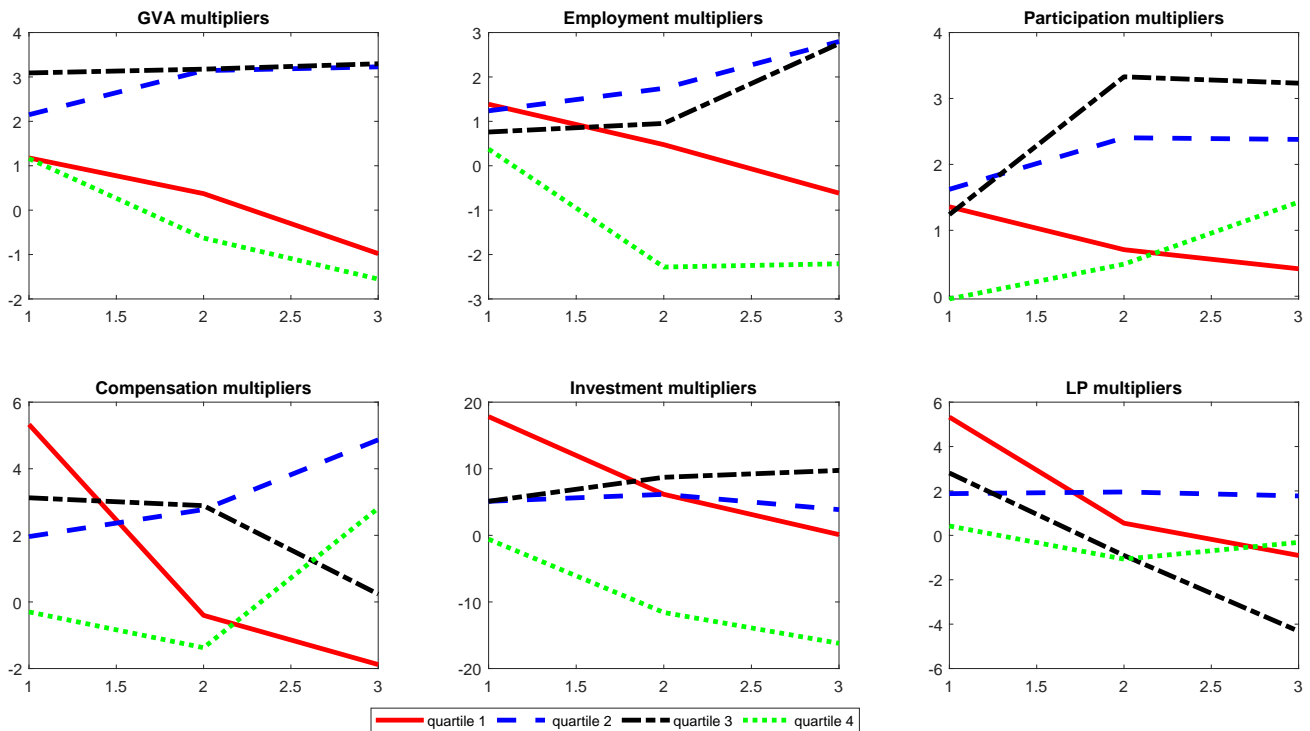 GVA multipliers
4
3
2
1
0
-1
-2
1 1.5 2 2.5 3
Employment multipliers
3
2
1
0
-1
-2
-3
1 1.5 2 2.5 3
Participation multipliers
4
3
2
1
0
1 1.5 2 2.5 3
Compensation multipliers
6
4
2
0
-2
1 1.5 2 2.5 3
Investment multipliers
20
10
0
-10
-20
1 1.5 2 2.5 3
LP multipliers
6
4
2
0
-2
-4
-6
1 1.5 2 2.5 3
quartile 1 quartile 2 quartile 3 quartile 4